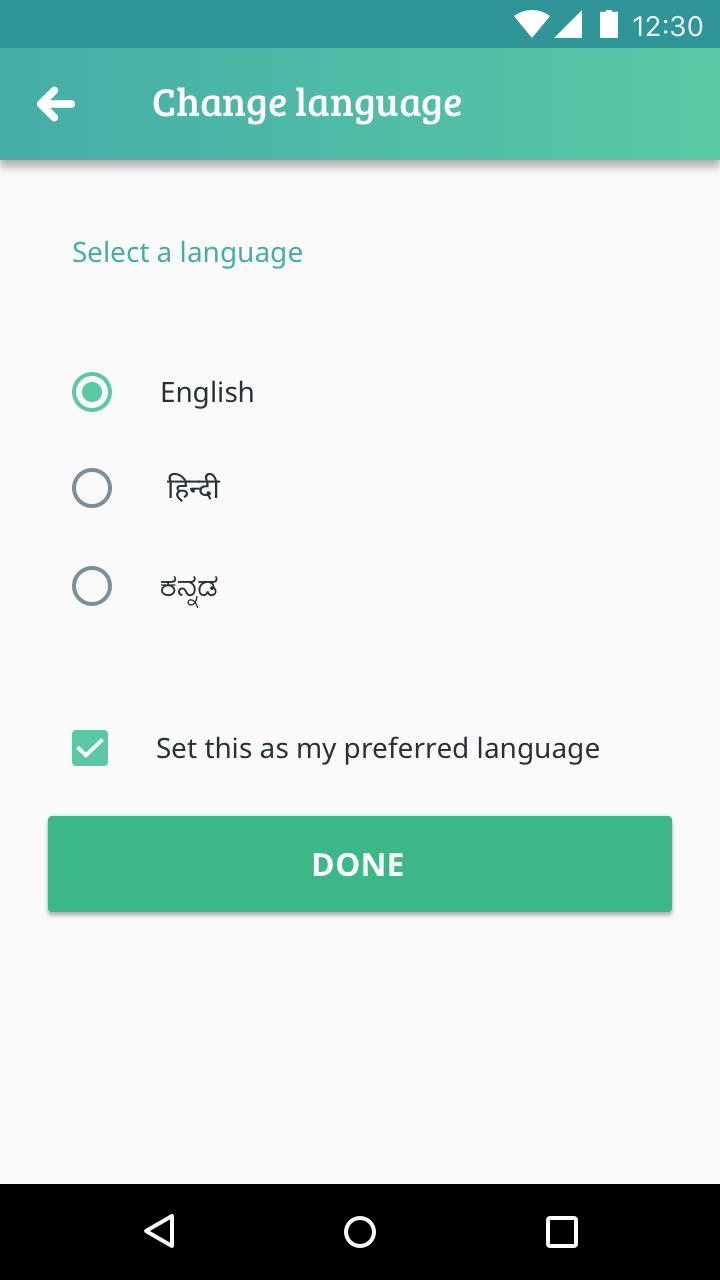 12:30
Change language
Select a language
English
हिन्दी
ಕನ್ನಡ
Set this as my preferred language
DONE